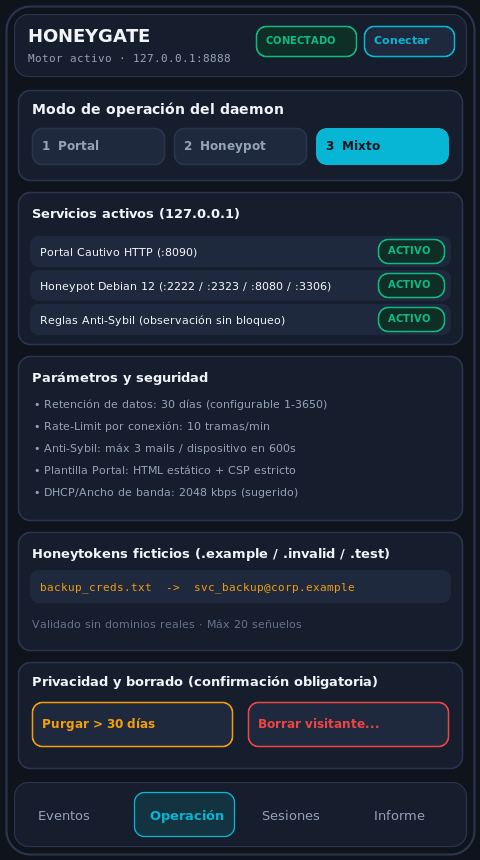 HONEYGATE
CONECTADO
Conectar
Motor activo · 127.0.0.1:8888
Modo de operación del daemon
1 Portal
2 Honeypot
3 Mixto
Servicios activos (127.0.0.1)
Portal Cautivo HTTP (:8090)
ACTIVO
Honeypot Debian 12 (:2222 / :2323 / :8080 / :3306)
ACTIVO
Reglas Anti-Sybil (observación sin bloqueo)
ACTIVO
Parámetros y seguridad
• Retención de datos: 30 días (configurable 1-3650)
• Rate-Limit por conexión: 10 tramas/min
• Anti-Sybil: máx 3 mails / dispositivo en 600s
• Plantilla Portal: HTML estático + CSP estricto
• DHCP/Ancho de banda: 2048 kbps (sugerido)
Honeytokens ficticios (.example / .invalid / .test)
backup_creds.txt -> svc_backup@corp.example
Validado sin dominios reales · Máx 20 señuelos
Privacidad y borrado (confirmación obligatoria)
Purgar > 30 días
Borrar visitante...
Eventos
Operación
Sesiones
Informe